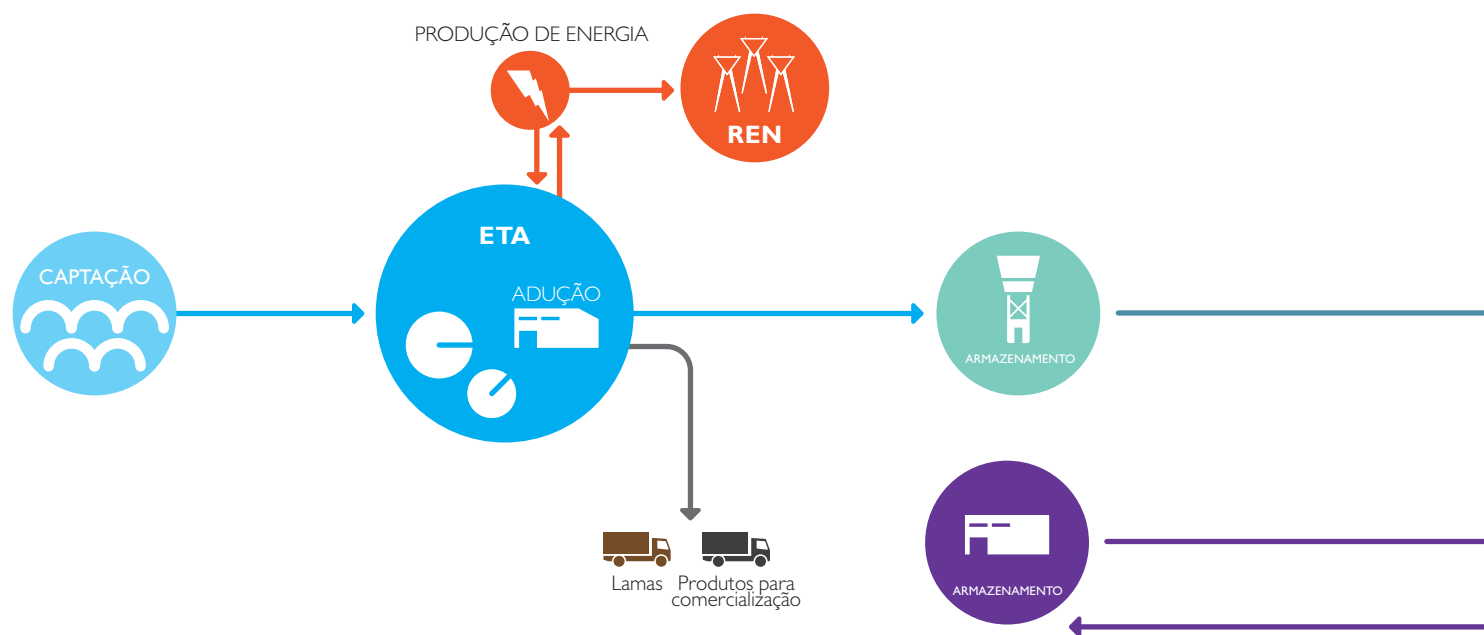 PRODUÇÃO DE ENERGIA
REN
ETA
CAPTAÇÃO
ADUÇÃO
ARMAZENAMENTO
Lamas
Produtos para
comercialização
ARMAZENAMENTO